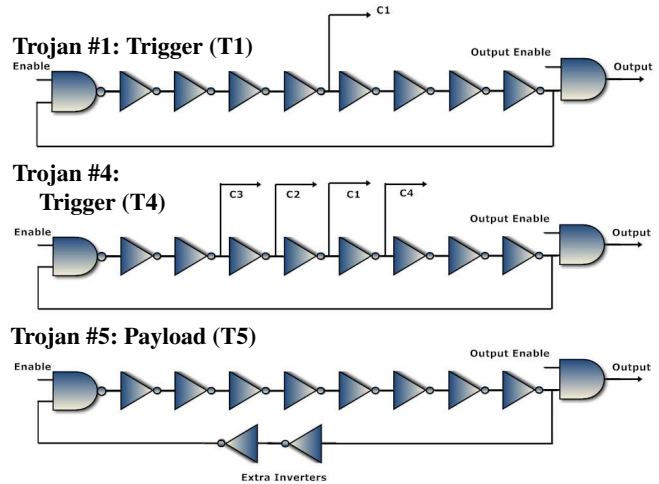 C1
Trojan #1: Trigger (T1)
Enable
Output Enable
Output
Trojan #4:
Trigger (T4)
C3 C2 C1 C4
Enable
Output Enable
Output
Trojan #5: Payload (T5)
Enable
Output Enable
Output
Extra Inverters